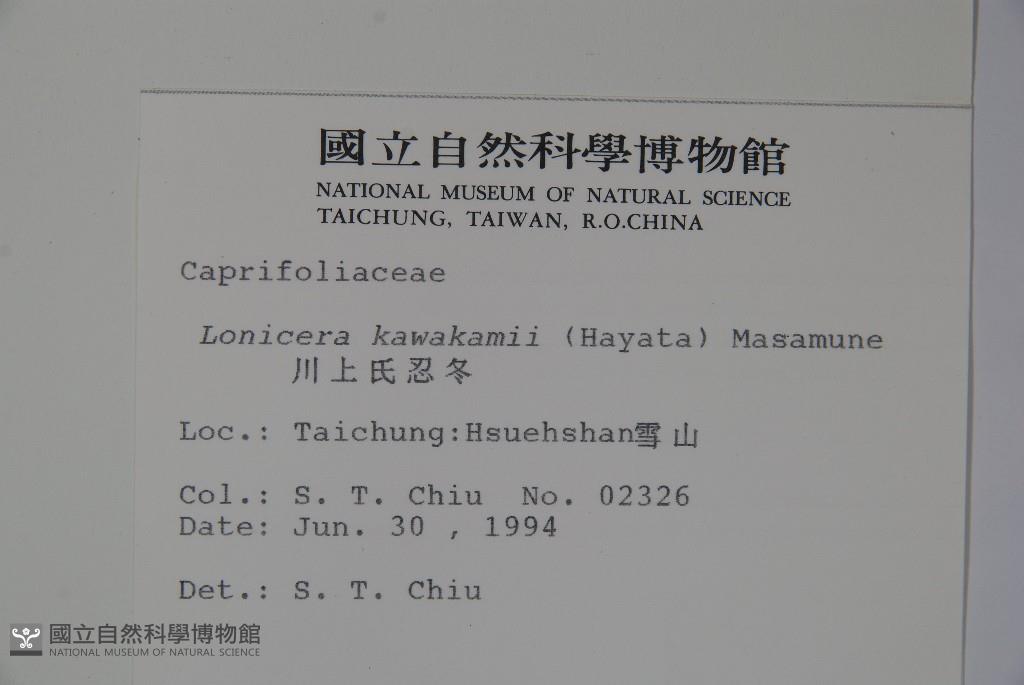 國立自然科學博物館
NATIONAL MUSEUM OF NATURAL SCIENCE
TAICHUNG, TAIWAN, R.O.CHINA
Caprifoliaceae
Lonicera kawakamii (Hayata) Masamune
川上氏忍冬
Loc.: Taichung:Hsuehshan雪山
Col.: S. T. Chiu No. 02326
Date: Jun. 30 , 1994
Det.: S. T. Chiu
國立自然科學博物館
NATIONAL MUSEUM OF NATURAL SCIENCE